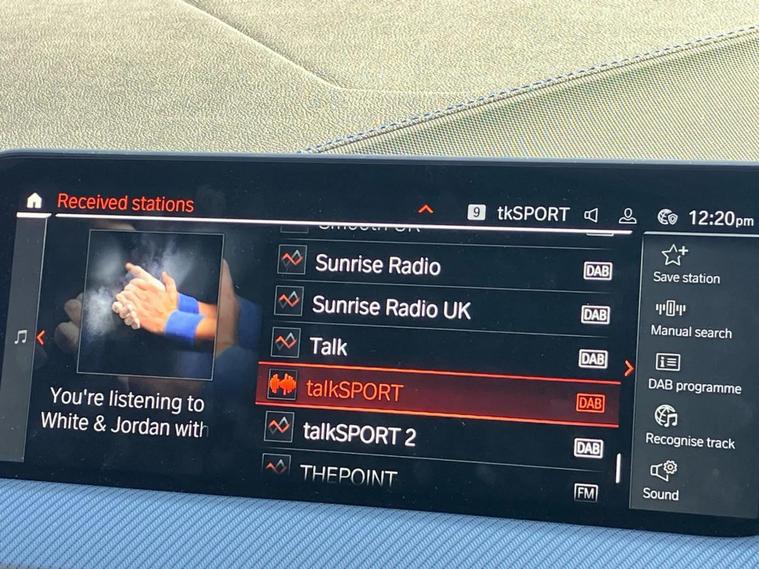 Received stations
9 tkSPORT 12:20pm
Smooth UK
Sunrise Radio DAB
Sunrise Radio UK DAB
Talk DAB
talkSPORT DAB
talkSPORT 2 DAB
THEPOINT FM
You're listening to
White & Jordan with
Save station
Manual search
DAB programme
Recognise track
Sound